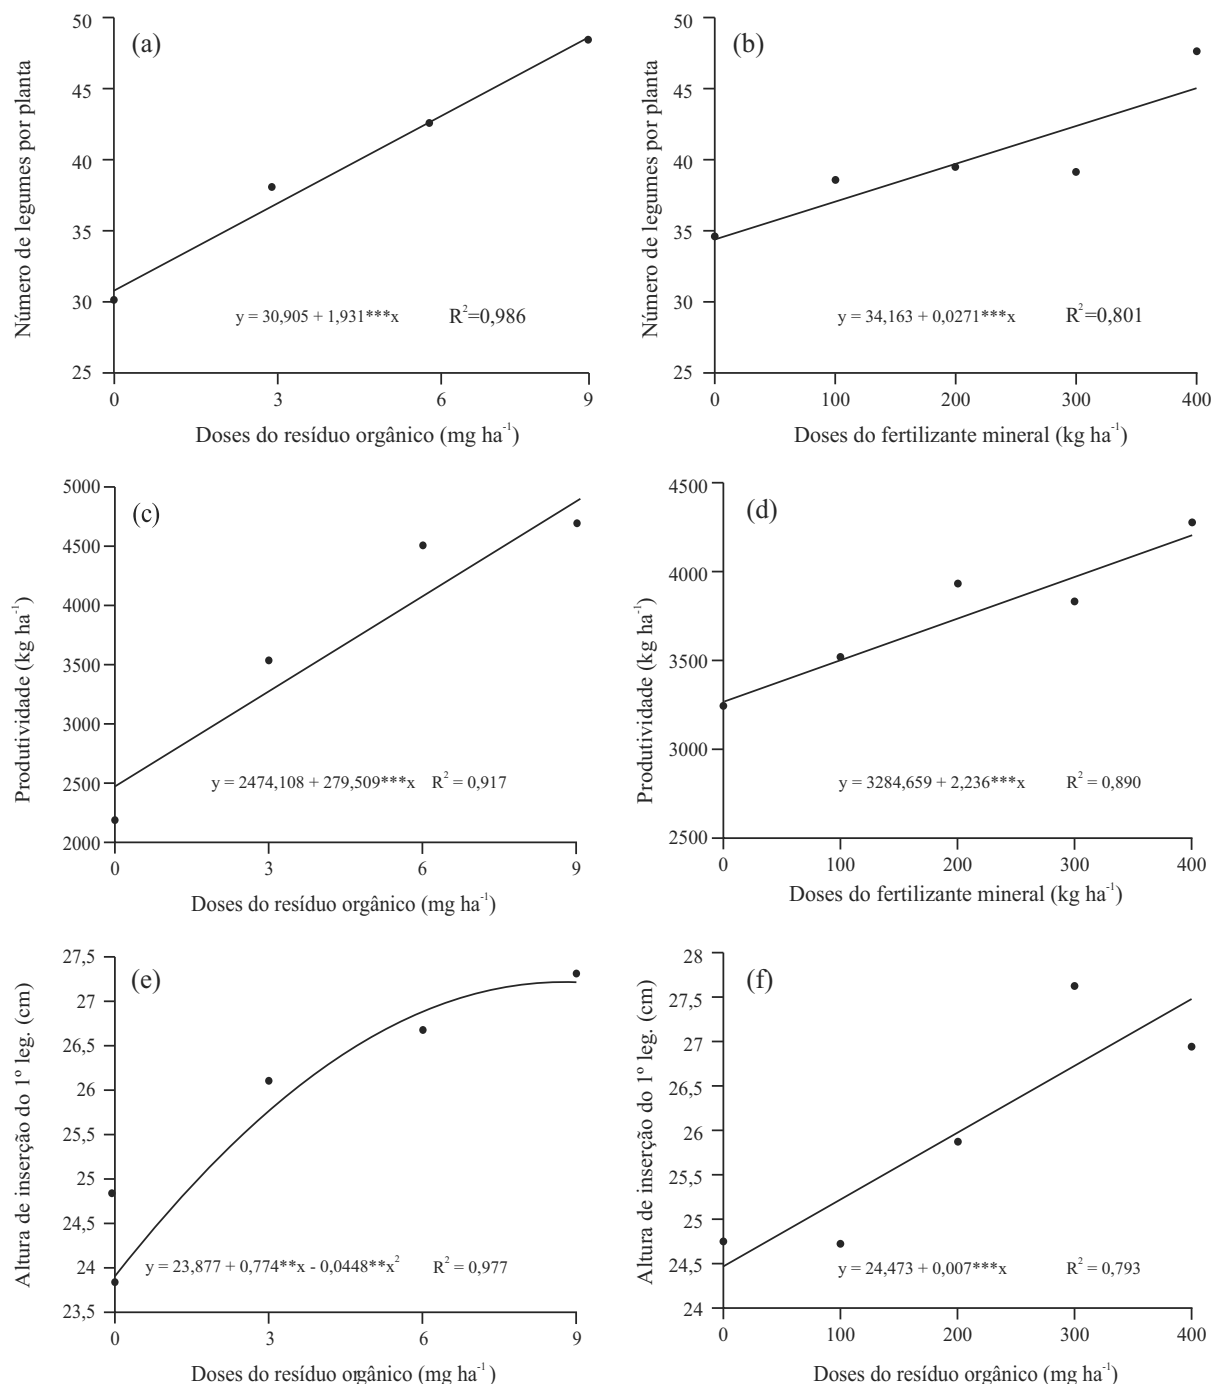 (a)
Número de legumes por planta
50
45
40
35
30
25
y = 30,905 + 1,931***x R²=0,986
0 3 6 9
Doses do resíduo orgânico (mg ha⁻¹)
(b)
Número de legumes por planta
50
45
40
35
30
25
y = 34,163 + 0,0271***x R²=0,801
0 100 200 300 400
Doses do fertilizante mineral (kg ha⁻¹)
(c)
Produtividade (kg ha⁻¹)
5000
4500
4000
3500
3000
2500
2000
y = 2474,108 + 279,509***x R² = 0,917
0 3 6 9
Doses do resíduo orgânico (mg ha⁻¹)
(d)
Produtividade (kg ha⁻¹)
4500
4000
3500
3000
2500
y = 3284,659 + 2,236***x R² = 0,890
0 100 200 300 400
Doses do fertilizante mineral (kg ha⁻¹)
(e)
Altura de inserção do 1º leg. (cm)
27,5
27
26,5
26
25,5
25
24,5
24
23,5
y = 23,877 + 0,774**x - 0,0448**x² R² = 0,977
0 3 6 9
Doses do resíduo orgânico (mg ha⁻¹)
(f)
Altura de inserção do 1º leg. (cm)
28
27,5
27
26,5
26
25,5
25
24,5
24
y = 24,473 + 0,007***x R² = 0,793
0 100 200 300 400
Doses do resíduo orgânico (mg ha⁻¹)